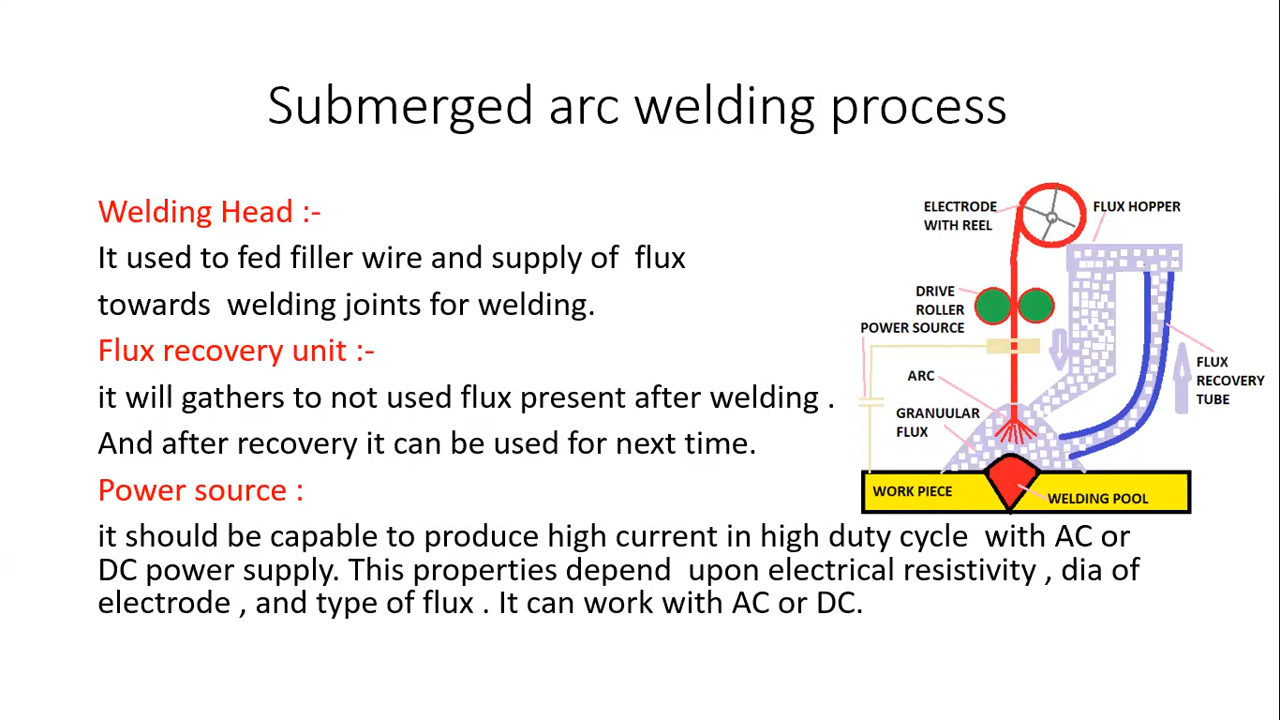 Submerged arc welding process
Welding Head :-
It used to fed filler wire and supply of flux
towards welding joints for welding.
Flux recovery unit :-
it will gathers to not used flux present after welding .
And after recovery it can be used for next time.
Power source :
it should be capable to produce high current in high duty cycle with AC or
DC power supply. This properties depend upon electrical resistivity , dia of
electrode , and type of flux . It can work with AC or DC.
ELECTRODE
WITH REEL
FLUX HOPPER
DRIVE
ROLLER
POWER SOURCE
ARC
GRANUULAR
FLUX
FLUX
RECOVERY
TUBE
WORK PIECE
WELDING POOL